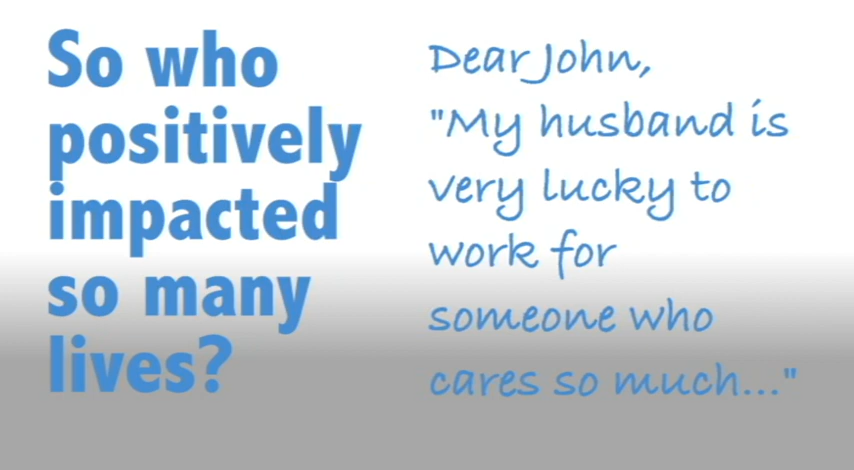 So who
positively
impacted
so many
lives?
Dear John,
"My husband is
very lucky to
work for
someone who
cares so much..."